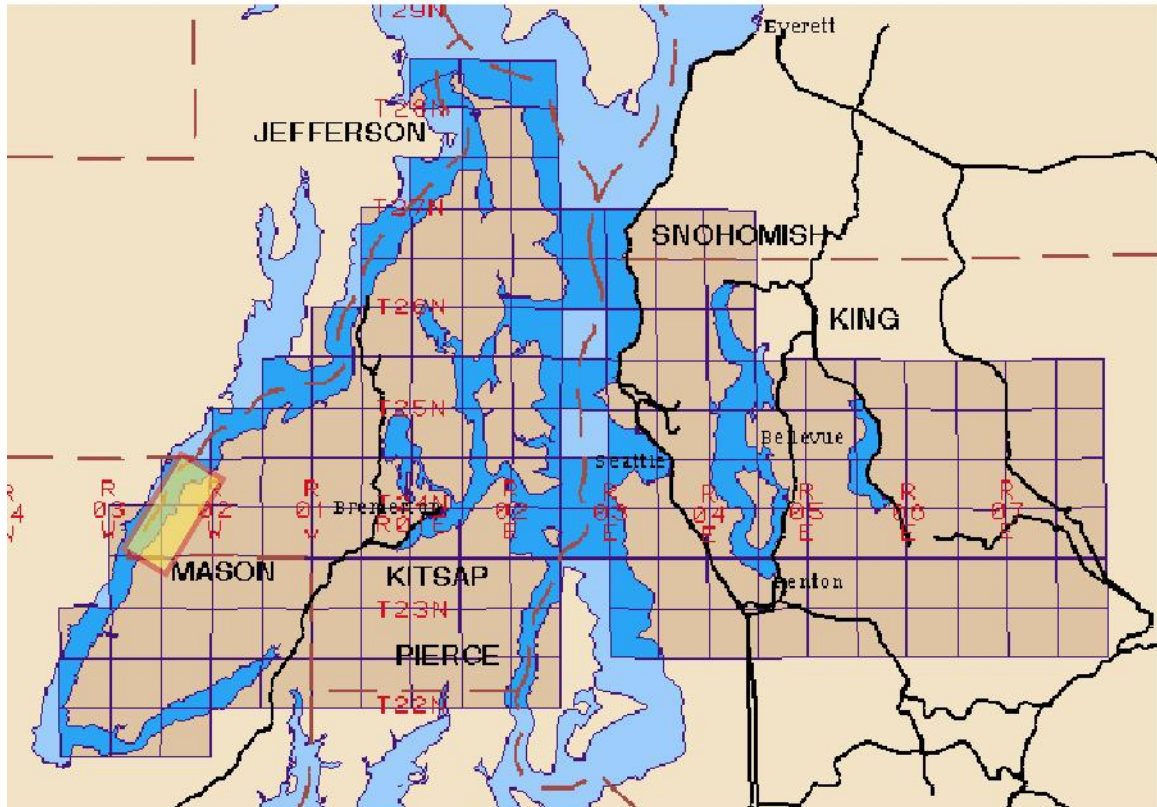 T29N
Everett
T28N
JEFFERSON
T27N
SNOHOMISH
T26N
KING
T25N
Bellevue
Seattle
R 03 W
R 02 W
R 01 W
T24N
Bremerton
R 02 E
R 03 E
R 04 E
R 05 E
R 06 E
R 07 E
MASON
KITSAP
Renton
T23N
PIERCE
T22N